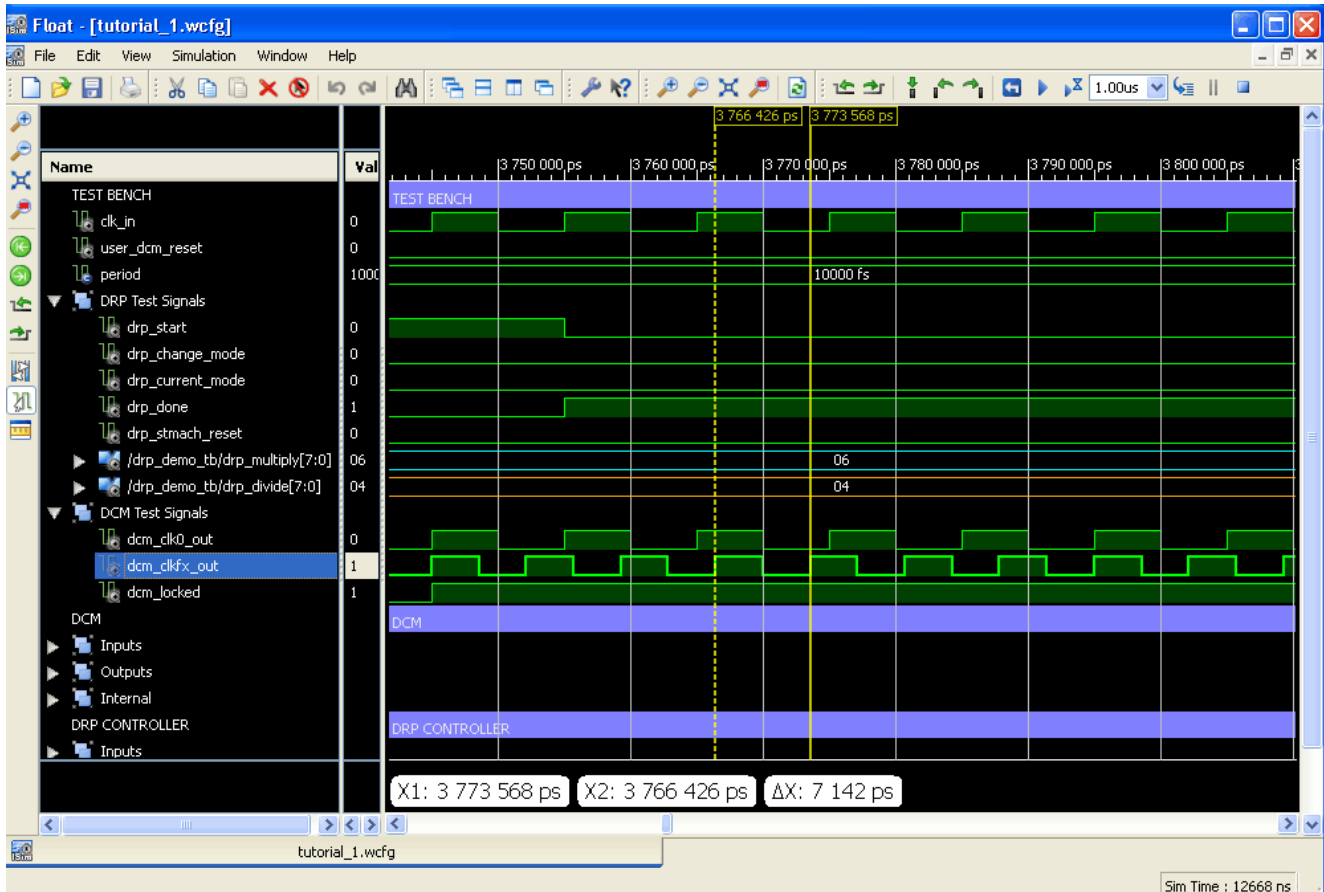 Float - [tutorial_1.wcfg]
File Edit View Simulation Window Help
1.00us
3 766 426 ps 3 773 568 ps
Name Val
3 750 000 ps 3 760 000 ps 3 770 000 ps 3 780 000 ps 3 790 000 ps 3 800 000 ps 3
TEST BENCH TEST BENCH
clk_in 0
user_dcm_reset 0
period 1000 10000 fs
DRP Test Signals
drp_start 0
drp_change_mode 0
drp_current_mode 0
drp_done 1
drp_stmach_reset 0
/drp_demo_tb/drp_multiply[7:0] 06 06
/drp_demo_tb/drp_divide[7:0] 04 04
DCM Test Signals
dcm_clk0_out 0
dcm_clkfx_out 1
dcm_locked 1
DCM DCM
Inputs
Outputs
Internal
DRP CONTROLLER DRP CONTROLLER
Inputs
X1: 3 773 568 ps X2: 3 766 426 ps ΔX: 7 142 ps
tutorial_1.wcfg
Sim Time : 12668 ns